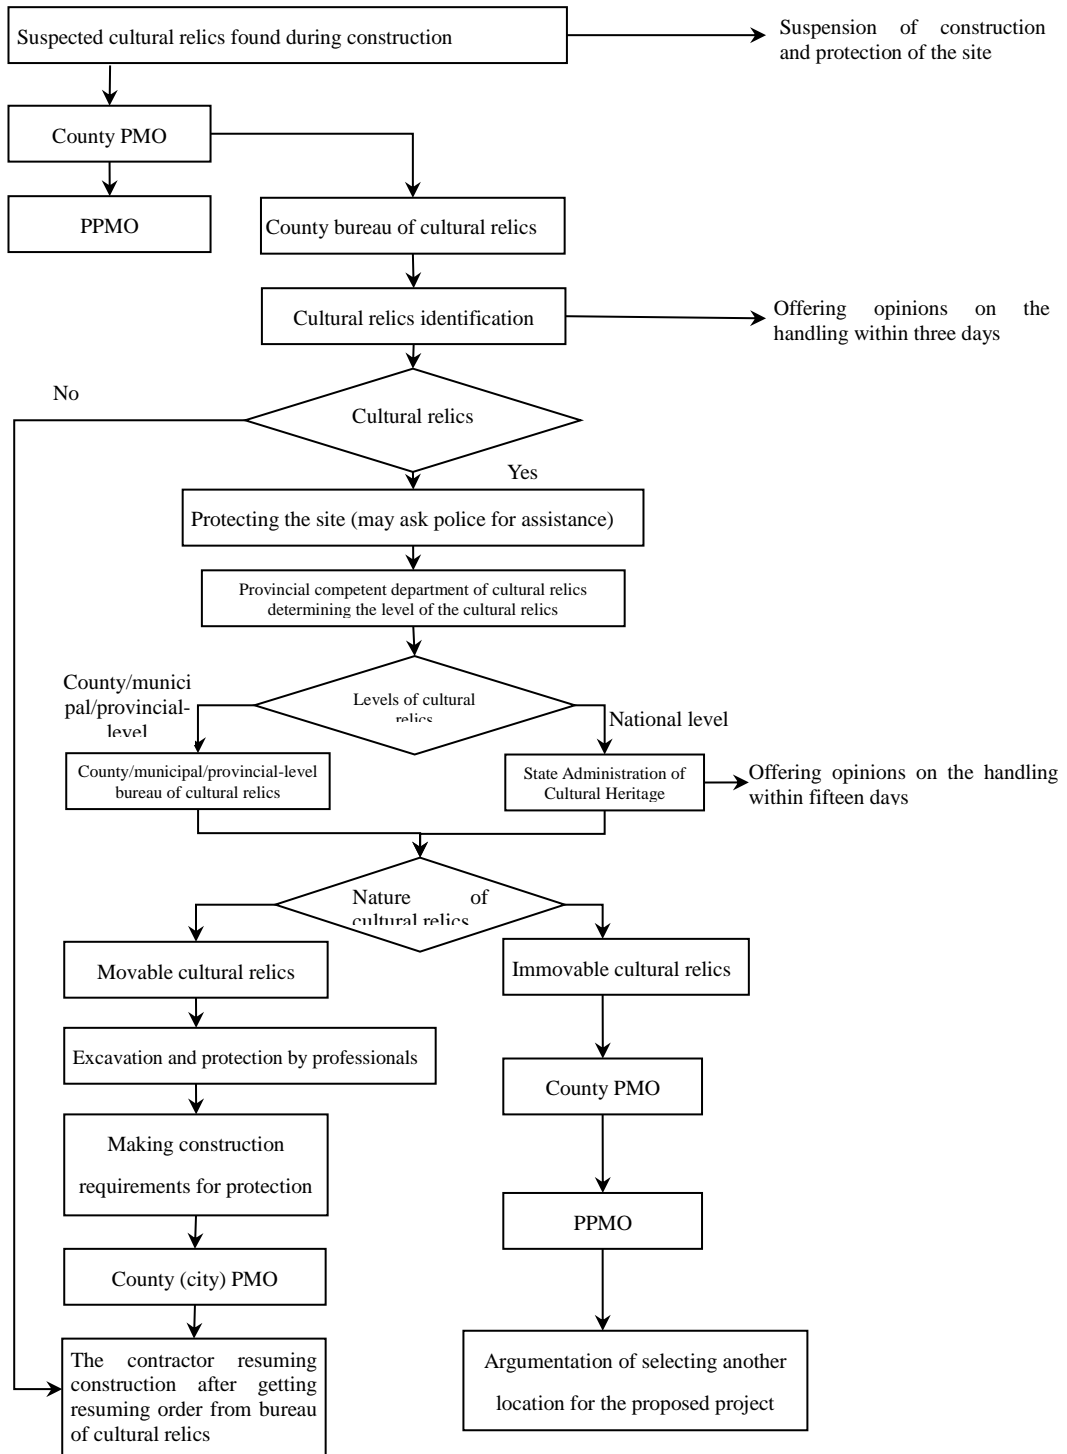 Suspected cultural relics found during construction
Suspension of construction
and protection of the site
County PMO
PPMO
County bureau of cultural relics
Cultural relics identification
Offering opinions on the
handling within three days
No
Cultural relics
Yes
Protecting the site (may ask police for assistance)
Provincial competent department of cultural relics
determining the level of the cultural relics
County/munici
pal/provincial-
level
Levels of cultural
relics
National level
County/municipal/provincial-level
bureau of cultural relics
State Administration of
Cultural Heritage
Offering opinions on the handling
within fifteen days
Nature of
cultural relics
Movable cultural relics
Immovable cultural relics
Excavation and protection by professionals
County PMO
Making construction
requirements for protection
PPMO
County (city) PMO
The contractor resuming
construction after getting
resuming order from bureau
of cultural relics
Argumentation of selecting another
location for the proposed project